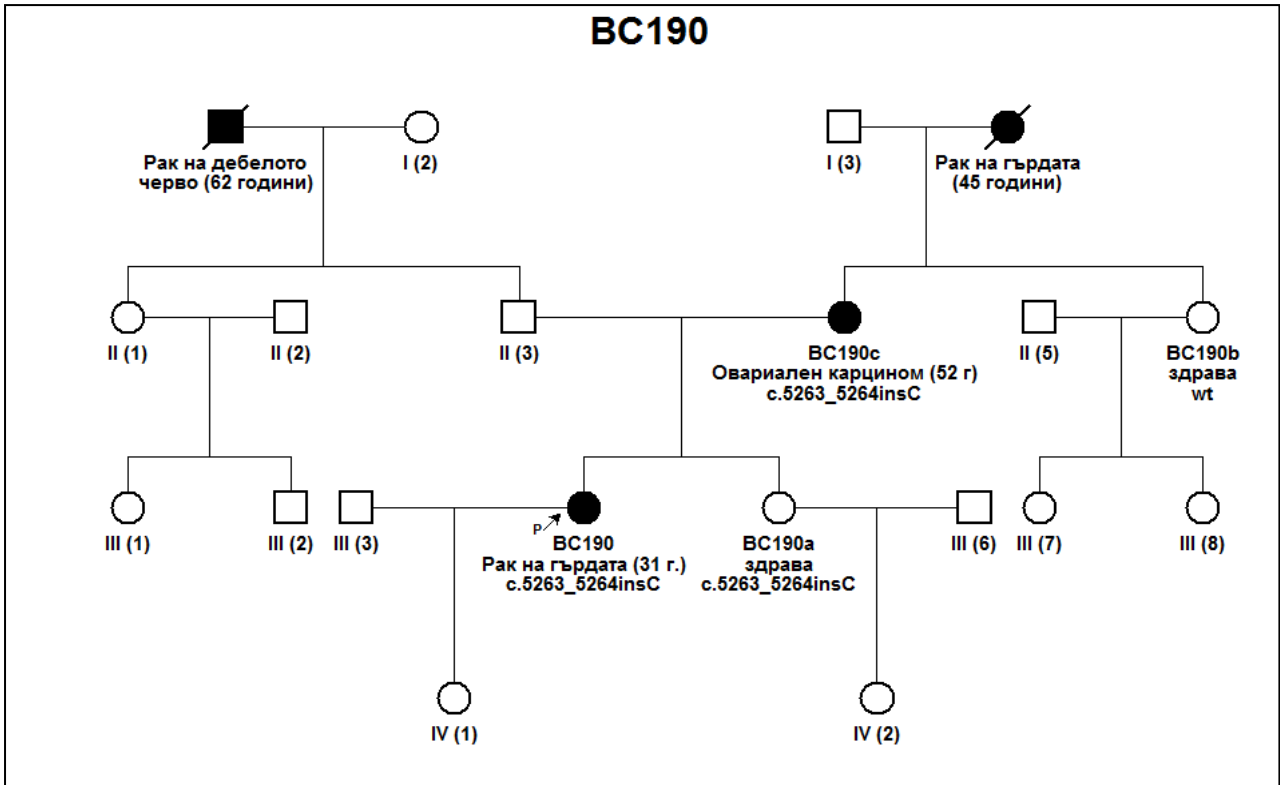 BC190
Рак на дебелото
черво (62 години)
I (2)
I (3)
Рак на гърдата
(45 години)
II (1)
II (2)
II (3)
BC190c
Овариален карцином (52 г)
c.5263_5264insC
II (5)
BC190b
здрава
wt
III (1)
III (2)
III (3)
P
BC190
Рак на гърдата (31 г.)
c.5263_5264insC
BC190a
здрава
c.5263_5264insC
III (6)
III (7)
III (8)
IV (1)
IV (2)